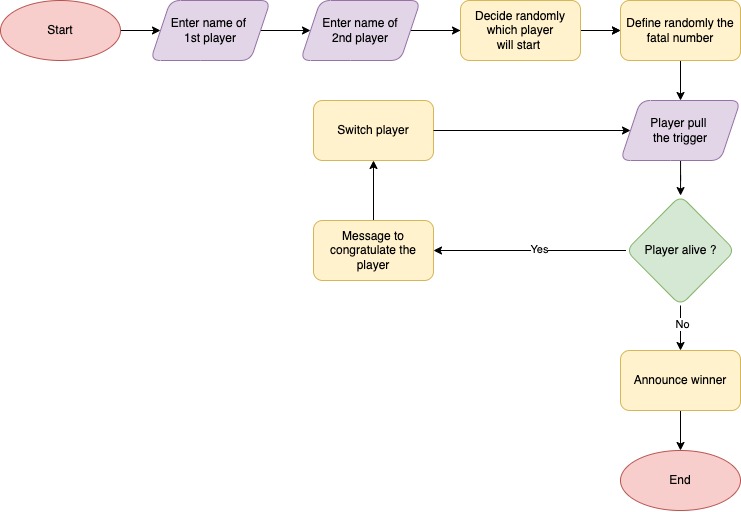 Start
Enter name of
1st player
Enter name of
2nd player
Decide randomly
which player
will start
Define randomly the
fatal number
Switch player
Player pull
the trigger
Message to
congratulate the
player
Yes
Player alive ?
No
Announce winner
End